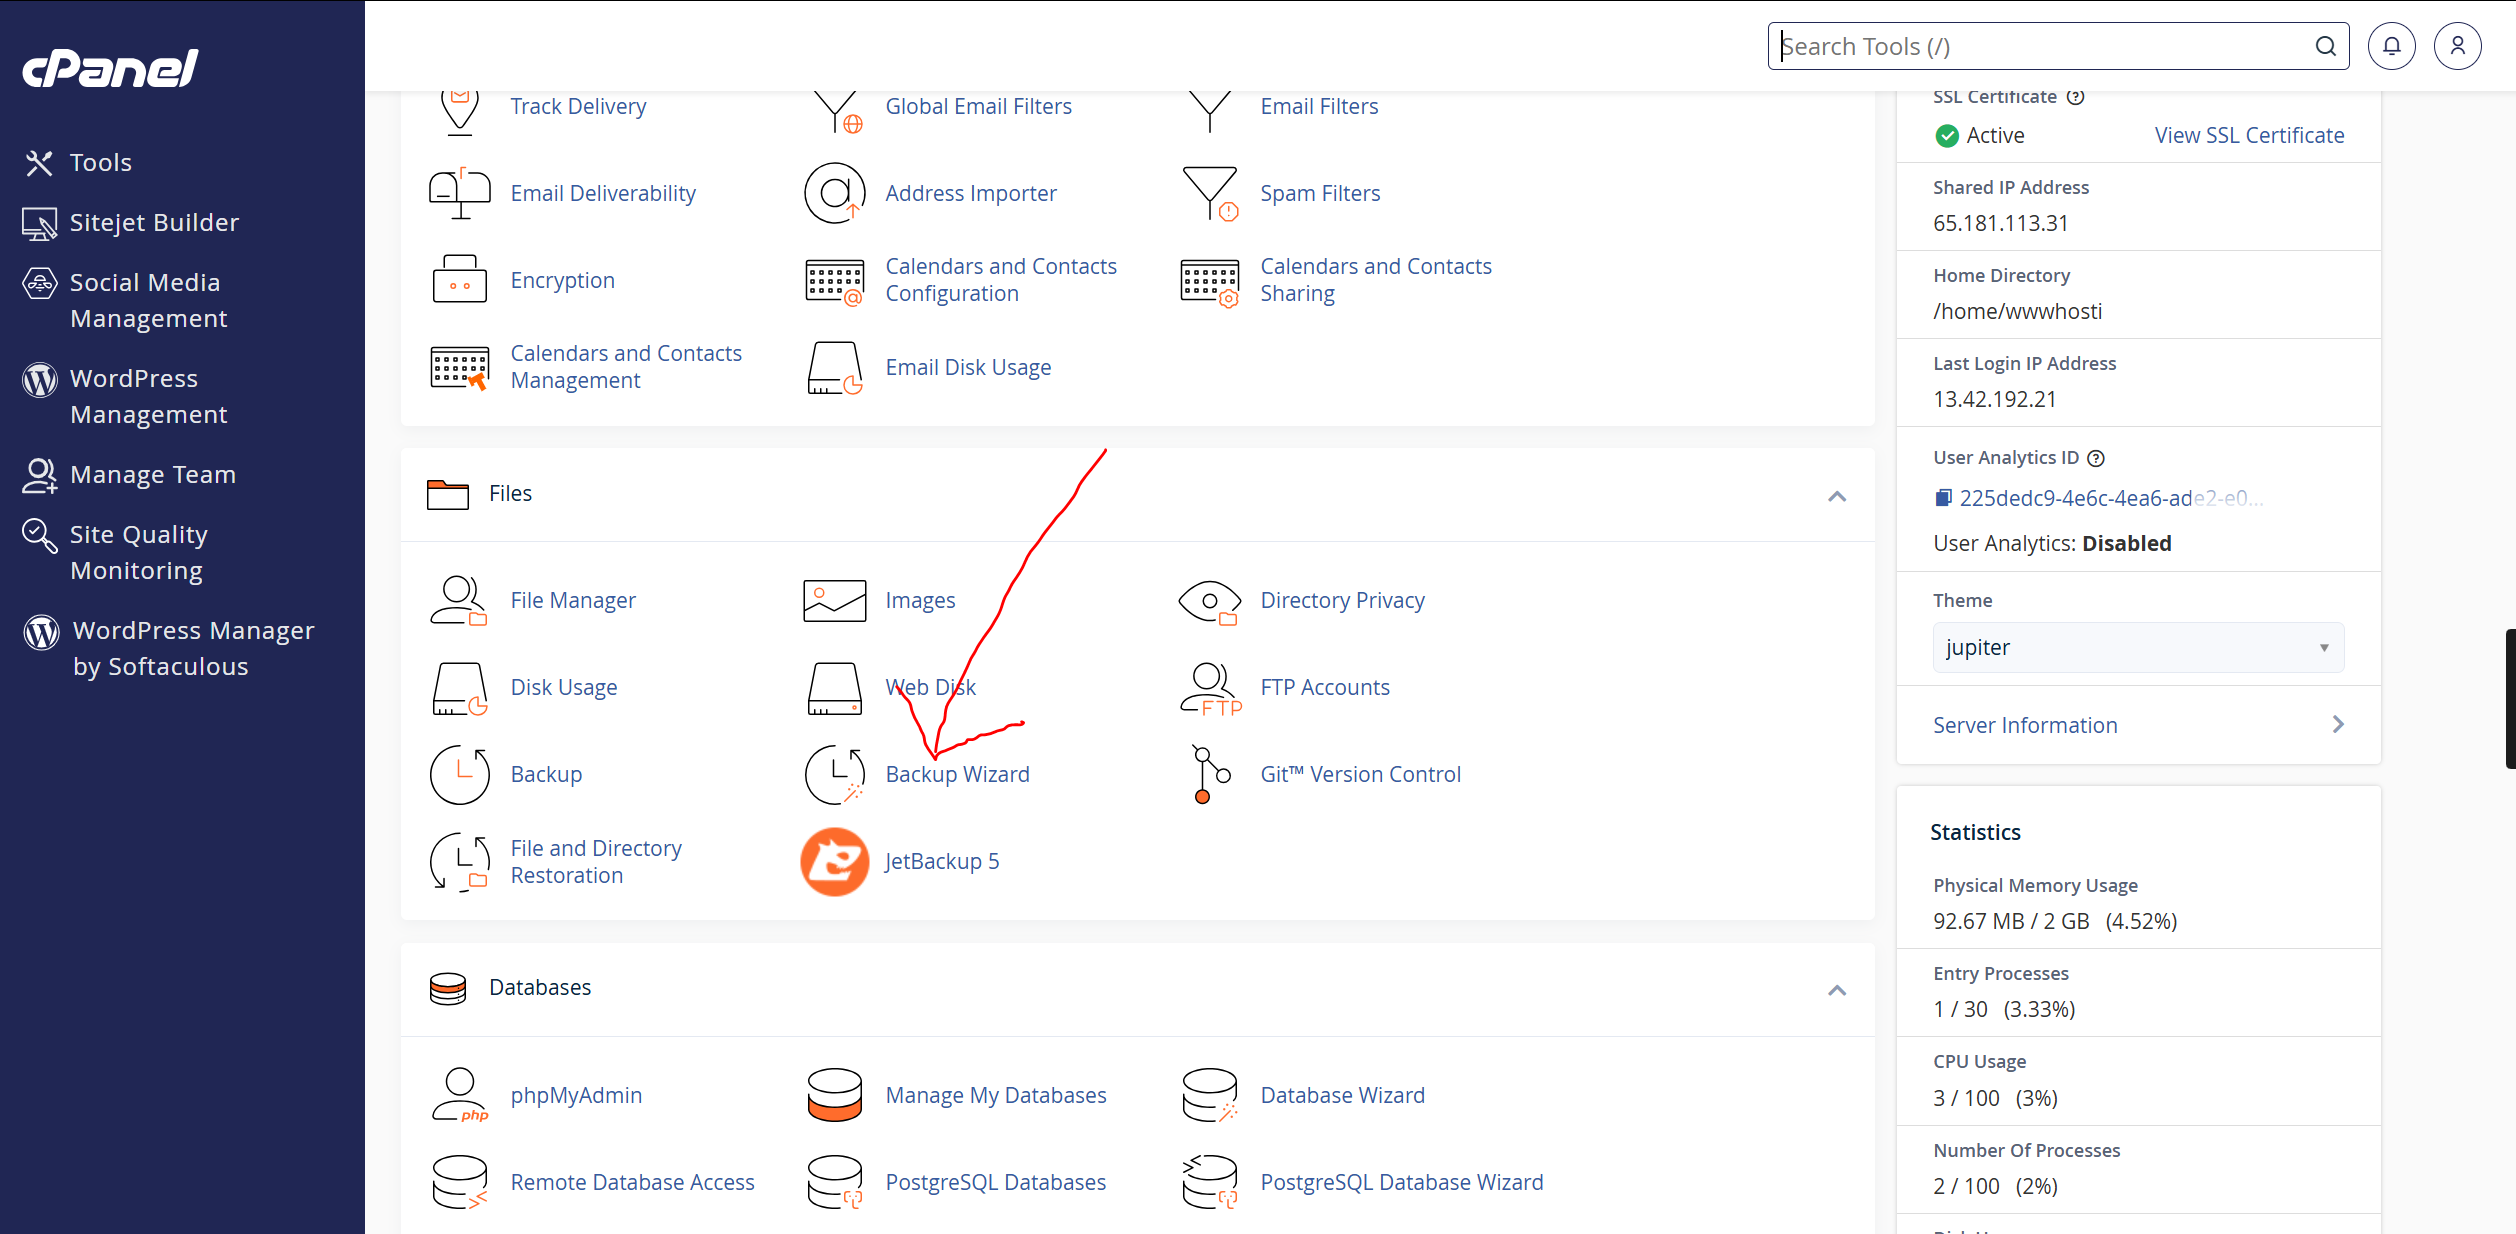 cPanel
Search Tools (/)
Tools
Sitejet Builder
Social Media
Management
WordPress
Management
Manage Team
Site Quality
Monitoring
WordPress Manager
by Softaculous
Track Delivery
Global Email Filters
Email Filters
Email Deliverability
Address Importer
Spam Filters
Encryption
Calendars and Contacts
Configuration
Calendars and Contacts
Sharing
Calendars and Contacts
Management
Email Disk Usage
Files
File Manager
Images
Directory Privacy
Disk Usage
Web Disk
FTP Accounts
FTP
Backup
Backup Wizard
Git™ Version Control
File and Directory
Restoration
JetBackup 5
Databases
phpMyAdmin
php
Manage My Databases
Database Wizard
Remote Database Access
PostgreSQL Databases
PostgreSQL Database Wizard
SSL Certificate
Active
View SSL Certificate
Shared IP Address
65.181.113.31
Home Directory
/home/wwwhosti
Last Login IP Address
13.42.192.21
User Analytics ID
225dedc9-4e6c-4ea6-ade2-e0...
User Analytics: Disabled
Theme
jupiter
Server Information
Statistics
Physical Memory Usage
92.67 MB / 2 GB (4.52%)
Entry Processes
1 / 30 (3.33%)
CPU Usage
3 / 100 (3%)
Number Of Processes
2 / 100 (2%)